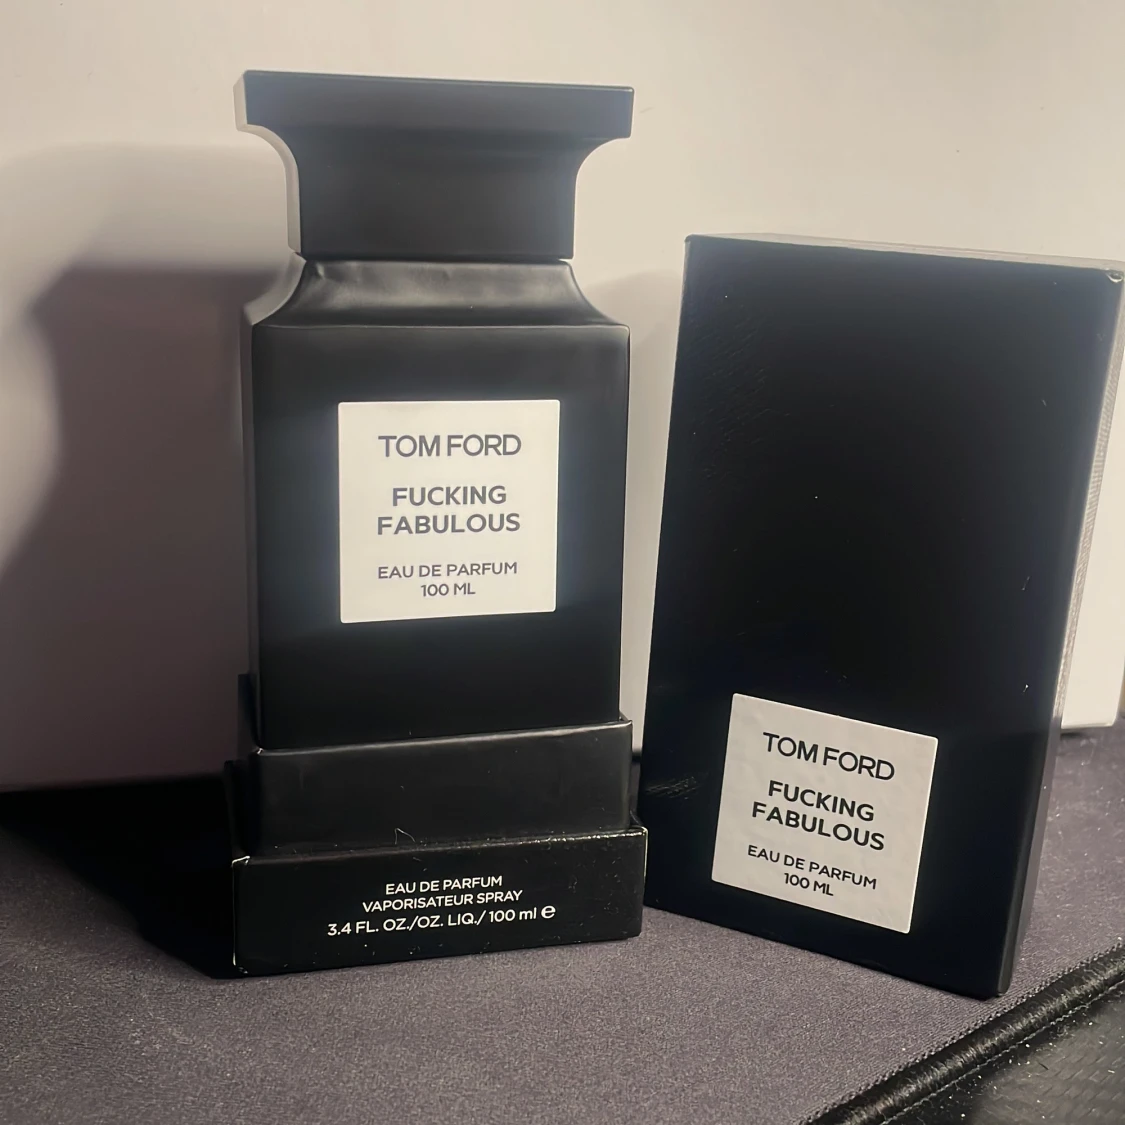 TOM FORD
FUCKING
FABULOUS
EAU DE PARFUM
100 ML
EAU DE PARFUM
VAPORISATEUR SPRAY
3.4 FL. OZ./OZ. LIQ./ 100 ml ℮
TOM FORD
FUCKING
FABULOUS
EAU DE PARFUM
100 ML